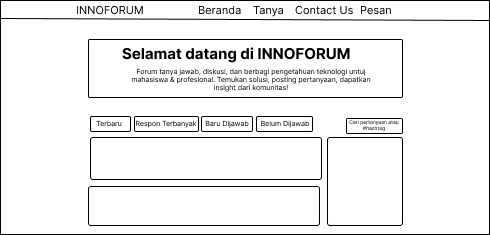 INNOFORUM Beranda Tanya Contact Us Pesan
Selamat datang di INNOFORUM
Forum tanya jawab, diskusi, dan berbagi pengetahuan teknologi untuj
mahasiswa & profesional. Temukan solusi, posting pertanyaan, dapatkan
insight dari komunitas!
Terbaru Respon Terbanyak Baru Dijawab Belum Dijawab
Cari pertanyaan atau
#hashtag